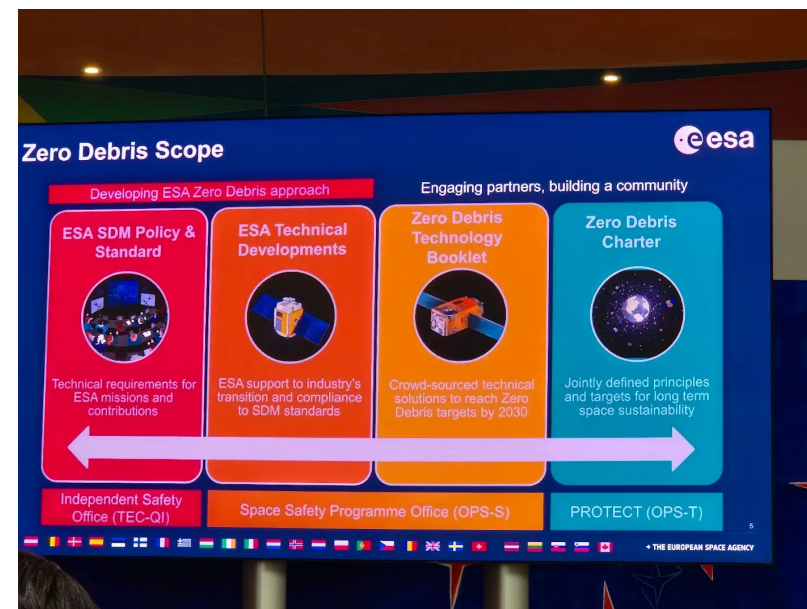 Zero Debris Scope
esa
Developing ESA Zero Debris approach
Engaging partners, building a community
ESA SDM Policy &
Standard
Technical requirements for
ESA missions and
contributions
ESA Technical
Developments
ESA support to industry's
transition and compliance
to SDM standards
Zero Debris
Technology
Booklet
Crowd-sourced technical
solutions to reach Zero
Debris targets by 2030
Zero Debris
Charter
Jointly defined principles
and targets for long term
space sustainability
Independent Safety
Office (TEC-QI)
Space Safety Programme Office (OPS-S)
PROTECT (OPS-T)
5
→ THE EUROPEAN SPACE AGENCY